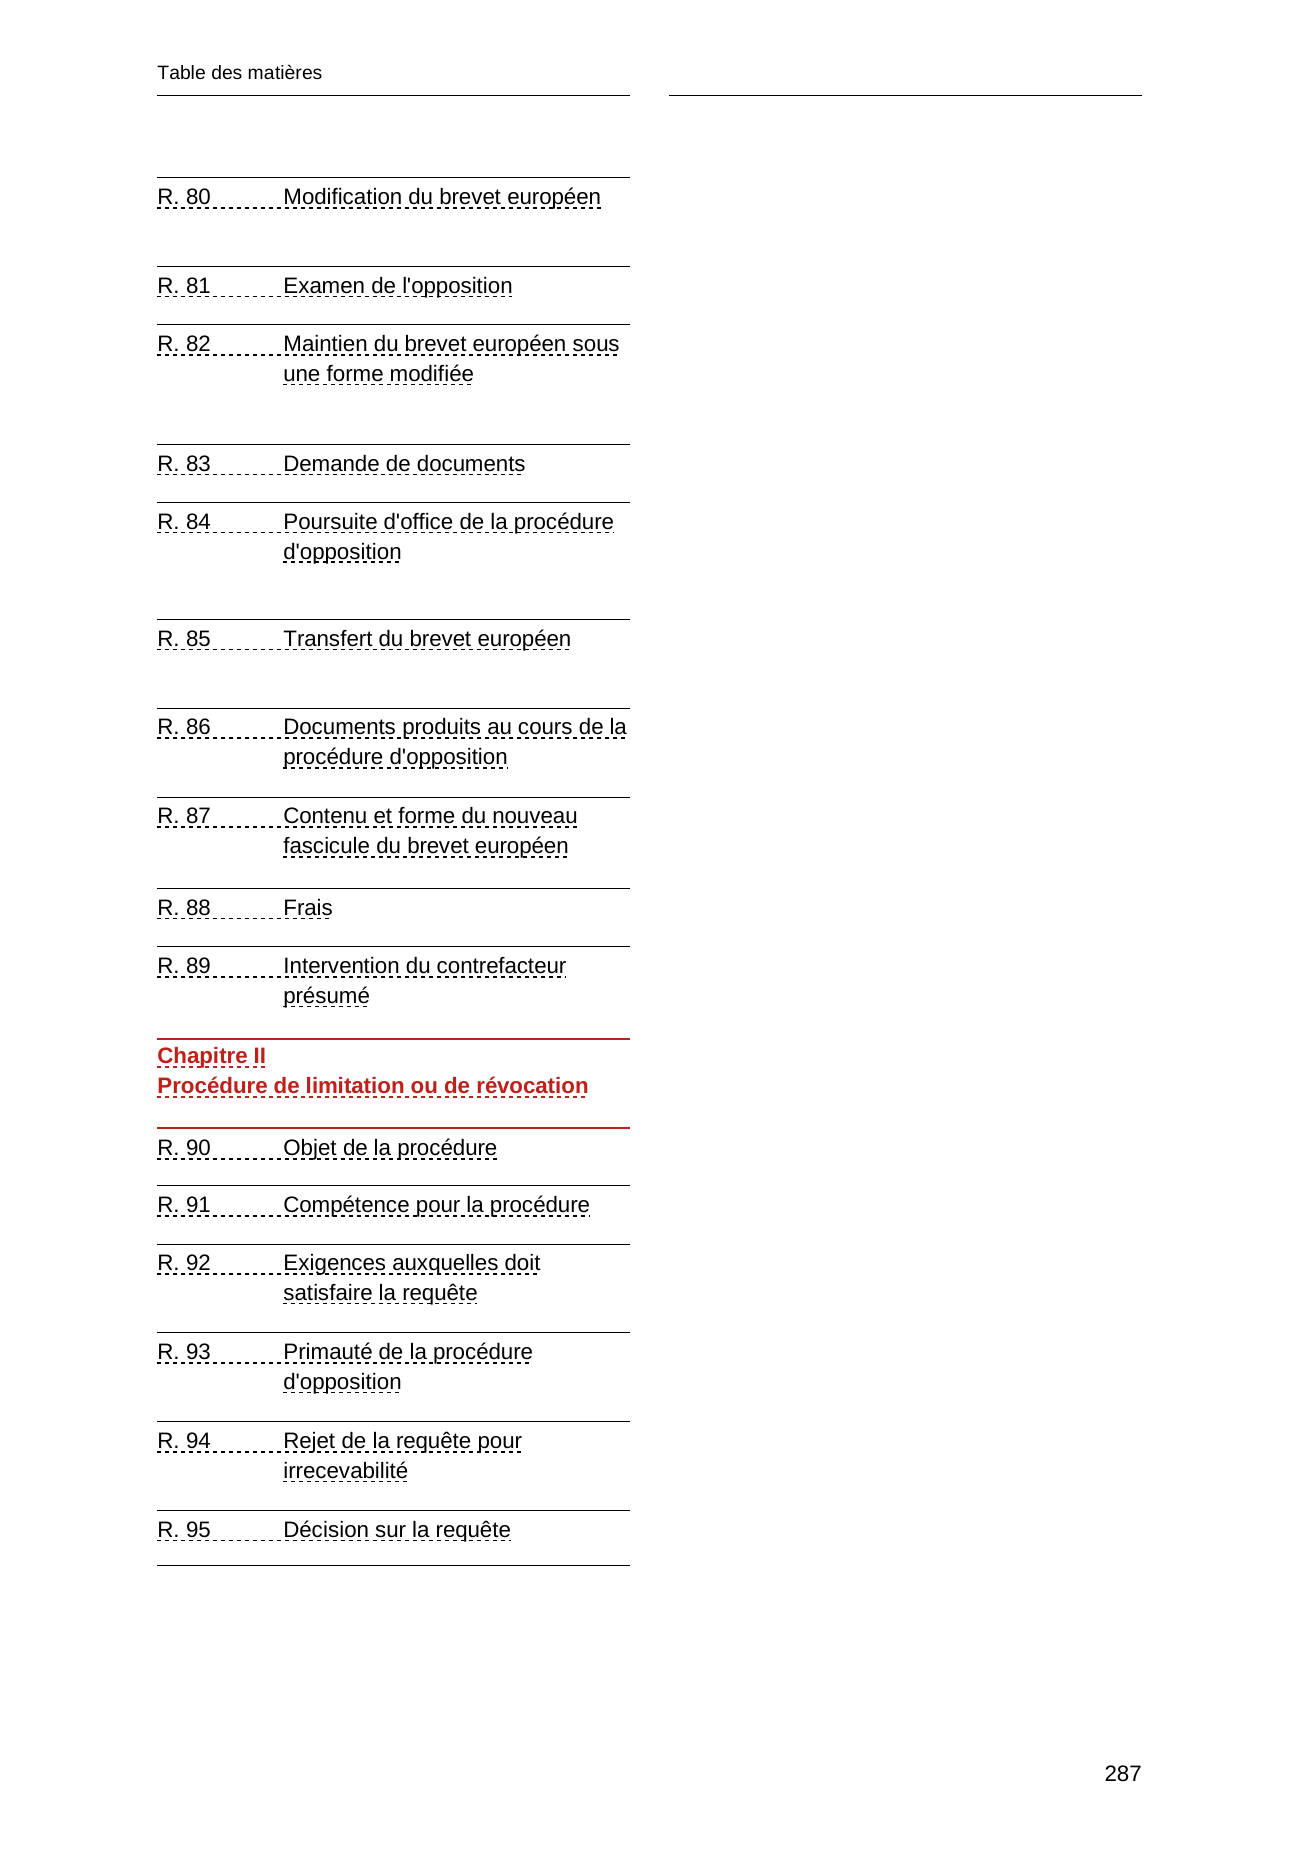 Table des matières
R. 80 Modification du brevet européen
R. 81 Examen de l'opposition
R. 82 Maintien du brevet européen sous
une forme modifiée
R. 83 Demande de documents
R. 84 Poursuite d'office de la procédure
d'opposition
R. 85 Transfert du brevet européen
R. 86 Documents produits au cours de la
procédure d'opposition
R. 87 Contenu et forme du nouveau
fascicule du brevet européen
R. 88 Frais
R. 89 Intervention du contrefacteur
présumé
Chapitre II
Procédure de limitation ou de révocation
R. 90 Objet de la procédure
R. 91 Compétence pour la procédure
R. 92 Exigences auxquelles doit
satisfaire la requête
R. 93 Primauté de la procédure
d'opposition
R. 94 Rejet de la requête pour
irrecevabilité
R. 95 Décision sur la requête
287